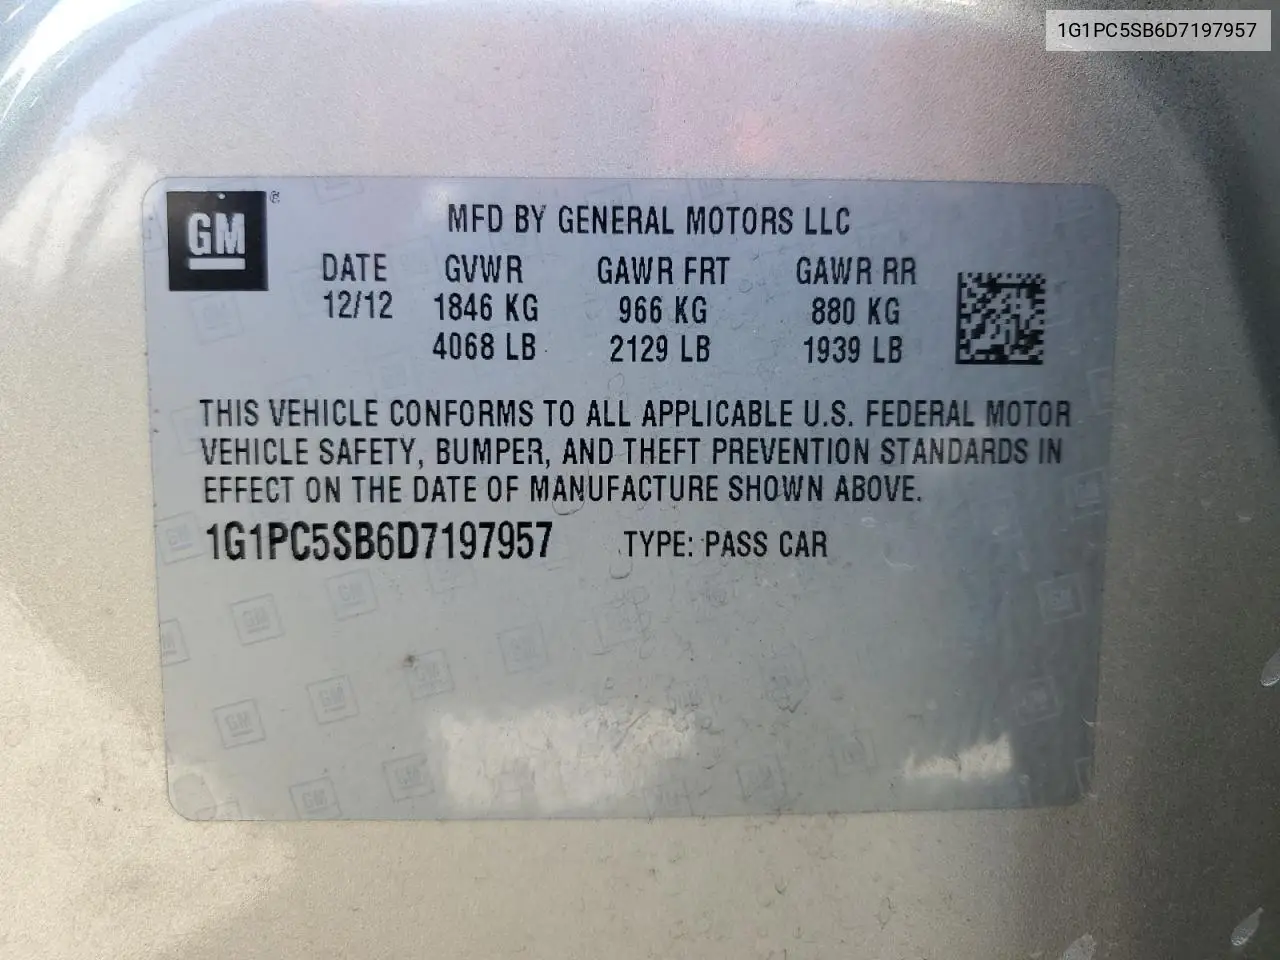 1G1PC5SB6D7197957
GM ®
MFD BY GENERAL MOTORS LLC
DATE GVWR GAWR FRT GAWR RR
12/12 1846 KG 966 KG 880 KG
4068 LB 2129 LB 1939 LB
THIS VEHICLE CONFORMS TO ALL APPLICABLE U.S. FEDERAL MOTOR
VEHICLE SAFETY, BUMPER, AND THEFT PREVENTION STANDARDS IN
EFFECT ON THE DATE OF MANUFACTURE SHOWN ABOVE.
1G1PC5SB6D7197957 TYPE: PASS CAR